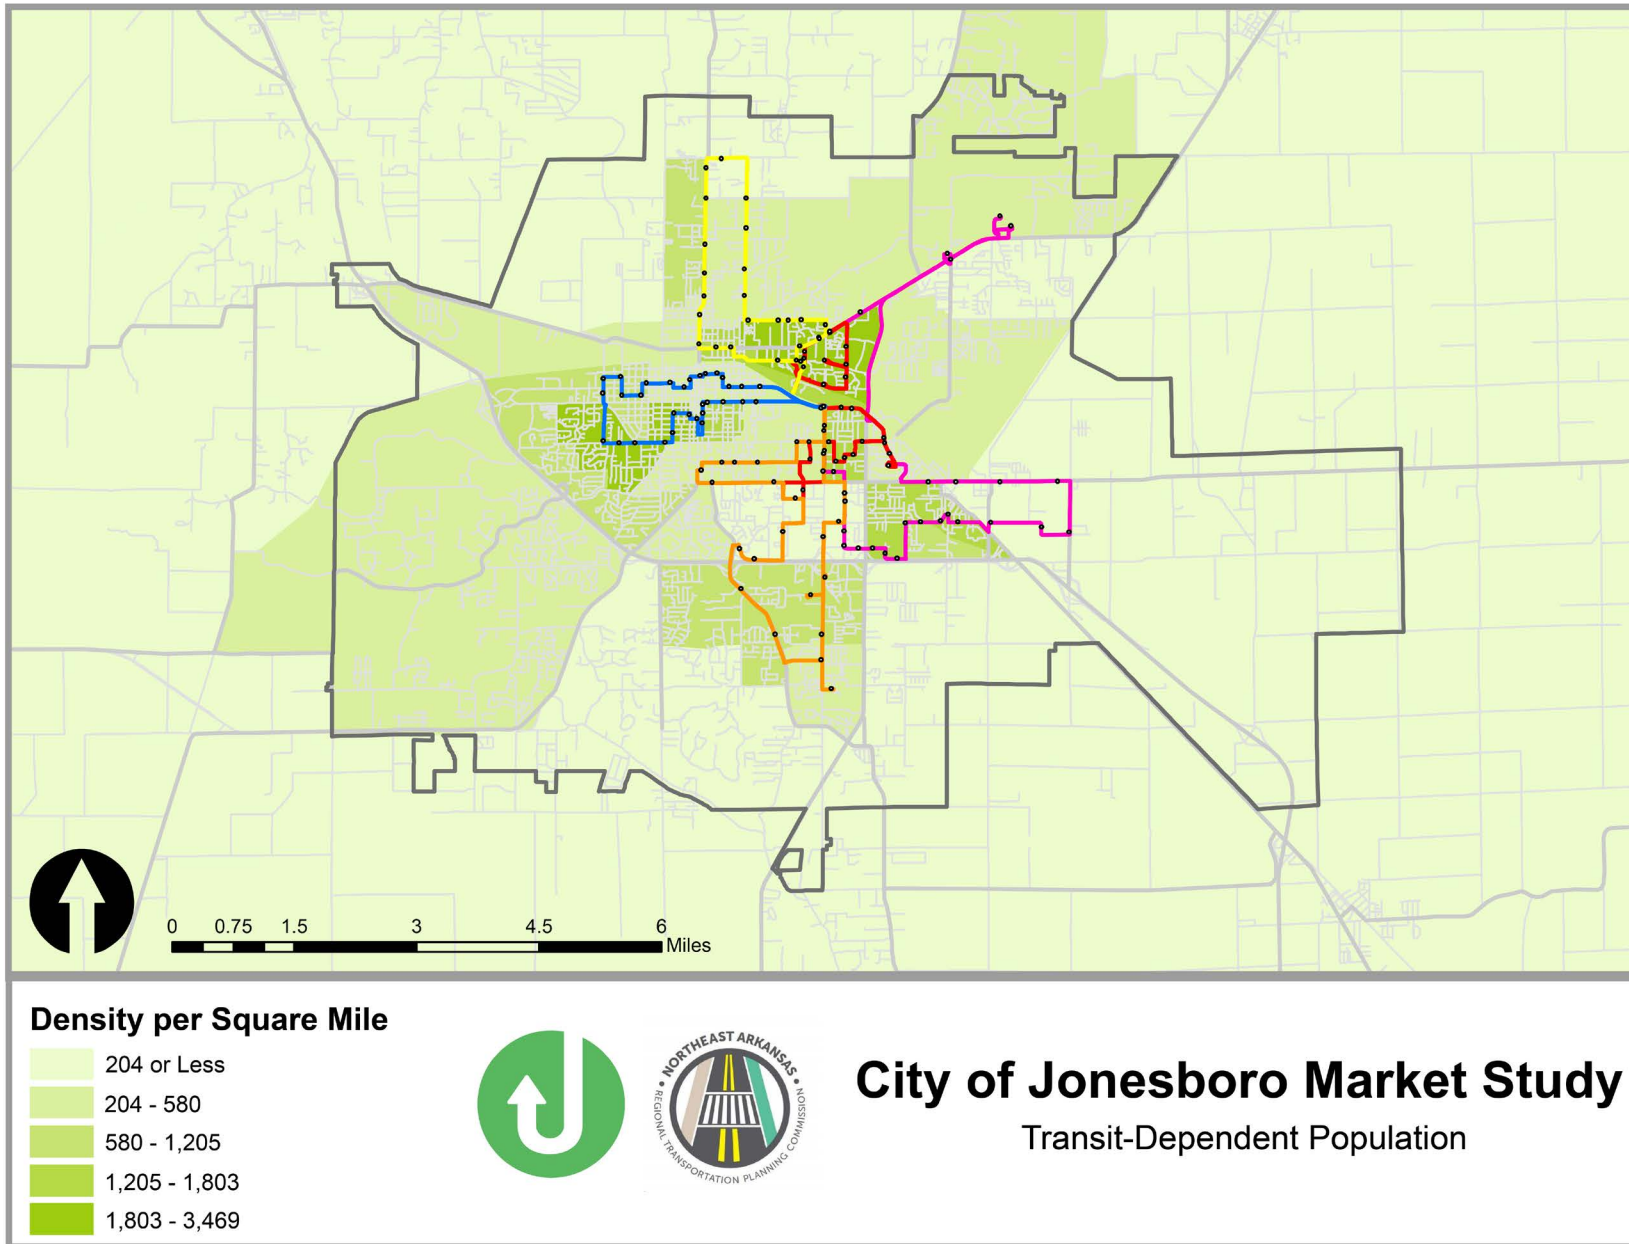 0 0.75 1.5 3 4.5 6
Miles
Density per Square Mile
204 or Less
204 - 580
580 - 1,205
1,205 - 1,803
1,803 - 3,469
• NORTHEAST ARKANSAS •
REGIONAL TRANSPORTATION PLANNING COMMISSION
City of Jonesboro Market Study
Transit-Dependent Population